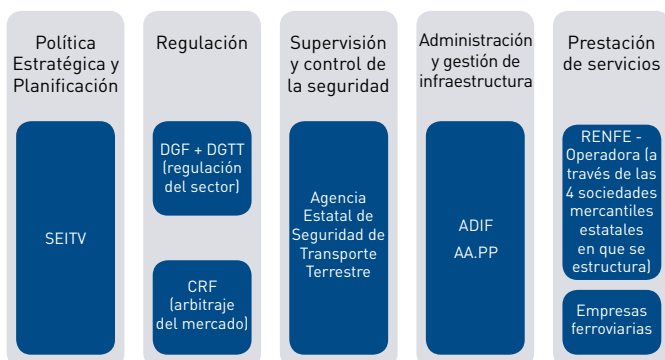 Política
Estratégica y
Planificación
SEITV
Regulación
DGF + DGTT
(regulación
del sector)
CRF
(arbitraje
del mercado)
Supervisión
y control de
la seguridad
Agencia
Estatal de
Seguridad de
Transporte
Terrestre
Administración
y gestión de
infraestructura
ADIF
AA.PP
Prestación
de servicios
RENFE -
Operadora (a
través de las
4 sociedades
mercantiles
estatales
en que se
estructura)
Empresas
ferroviarias